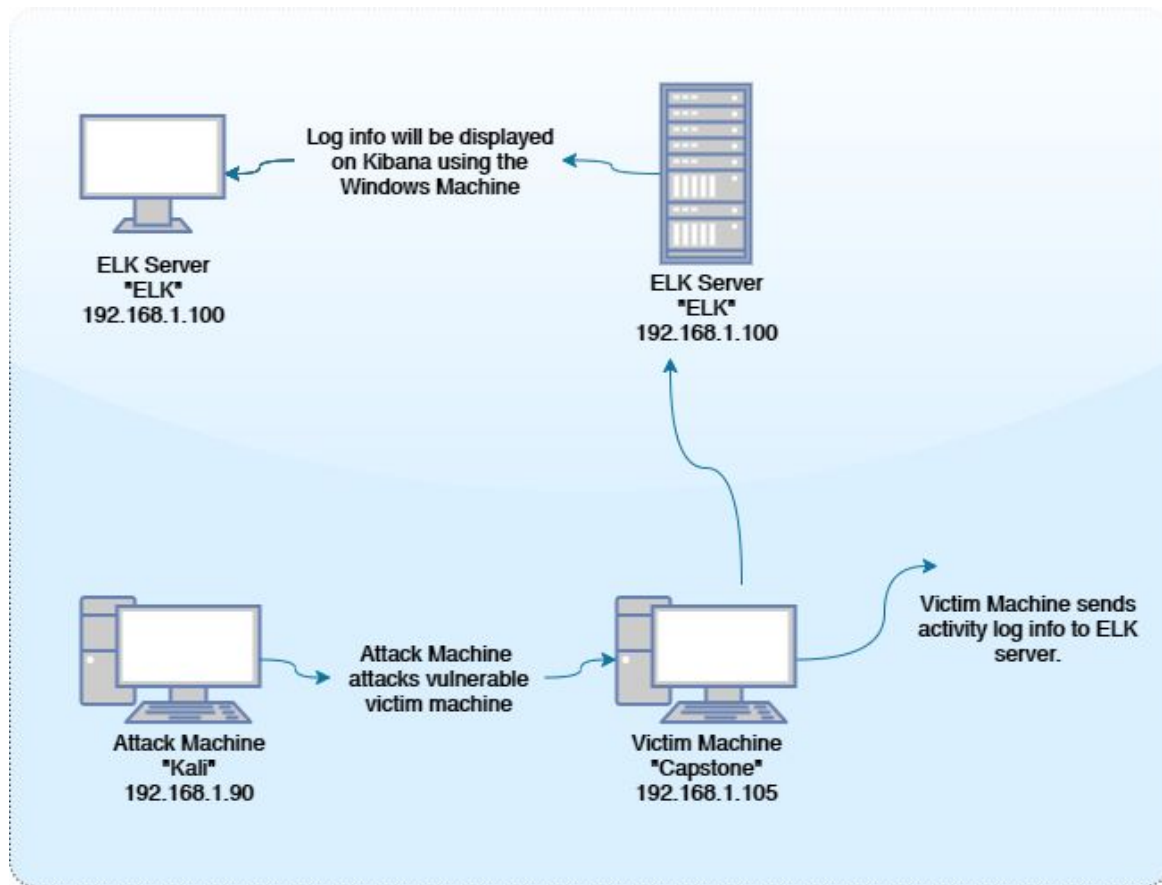 Log info will be displayed
on Kibana using the
Windows Machine
ELK Server
"ELK"
192.168.1.100
ELK Server
"ELK"
192.168.1.100
Attack Machine
attacks vulnerable
victim machine
Victim Machine sends
activity log info to ELK
server.
Attack Machine
"Kali"
192.168.1.90
Victim Machine
"Capstone"
192.168.1.105